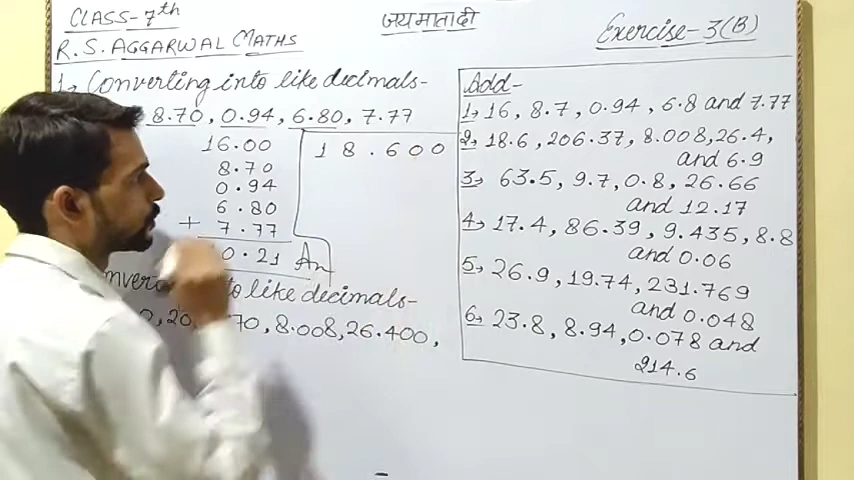 CLASS-7th
R.S. AGGARWAL MATHS
जय माता दी
Exercise-3(B)
1→ Converting into like decimals-
8.70, 0.94, 6.80, 7.77
16.00
8.70
0.94
6.80
+ 7.77
0.21 An
18.600
to like decimals-
70, 8.008, 26.400,
Add-
1→ 16, 8.7, 0.94, 6.8 and 7.77
2→ 18.6, 206.37, 8.008, 26.4,
and 6.9
3→ 63.5, 9.7, 0.8, 26.66
and 12.17
4→ 17.4, 86.39, 9.435, 8.8
and 0.06
5→ 26.9, 19.74, 231.769
and 0.048
6→ 23.8, 8.94, 0.078 and
214.6